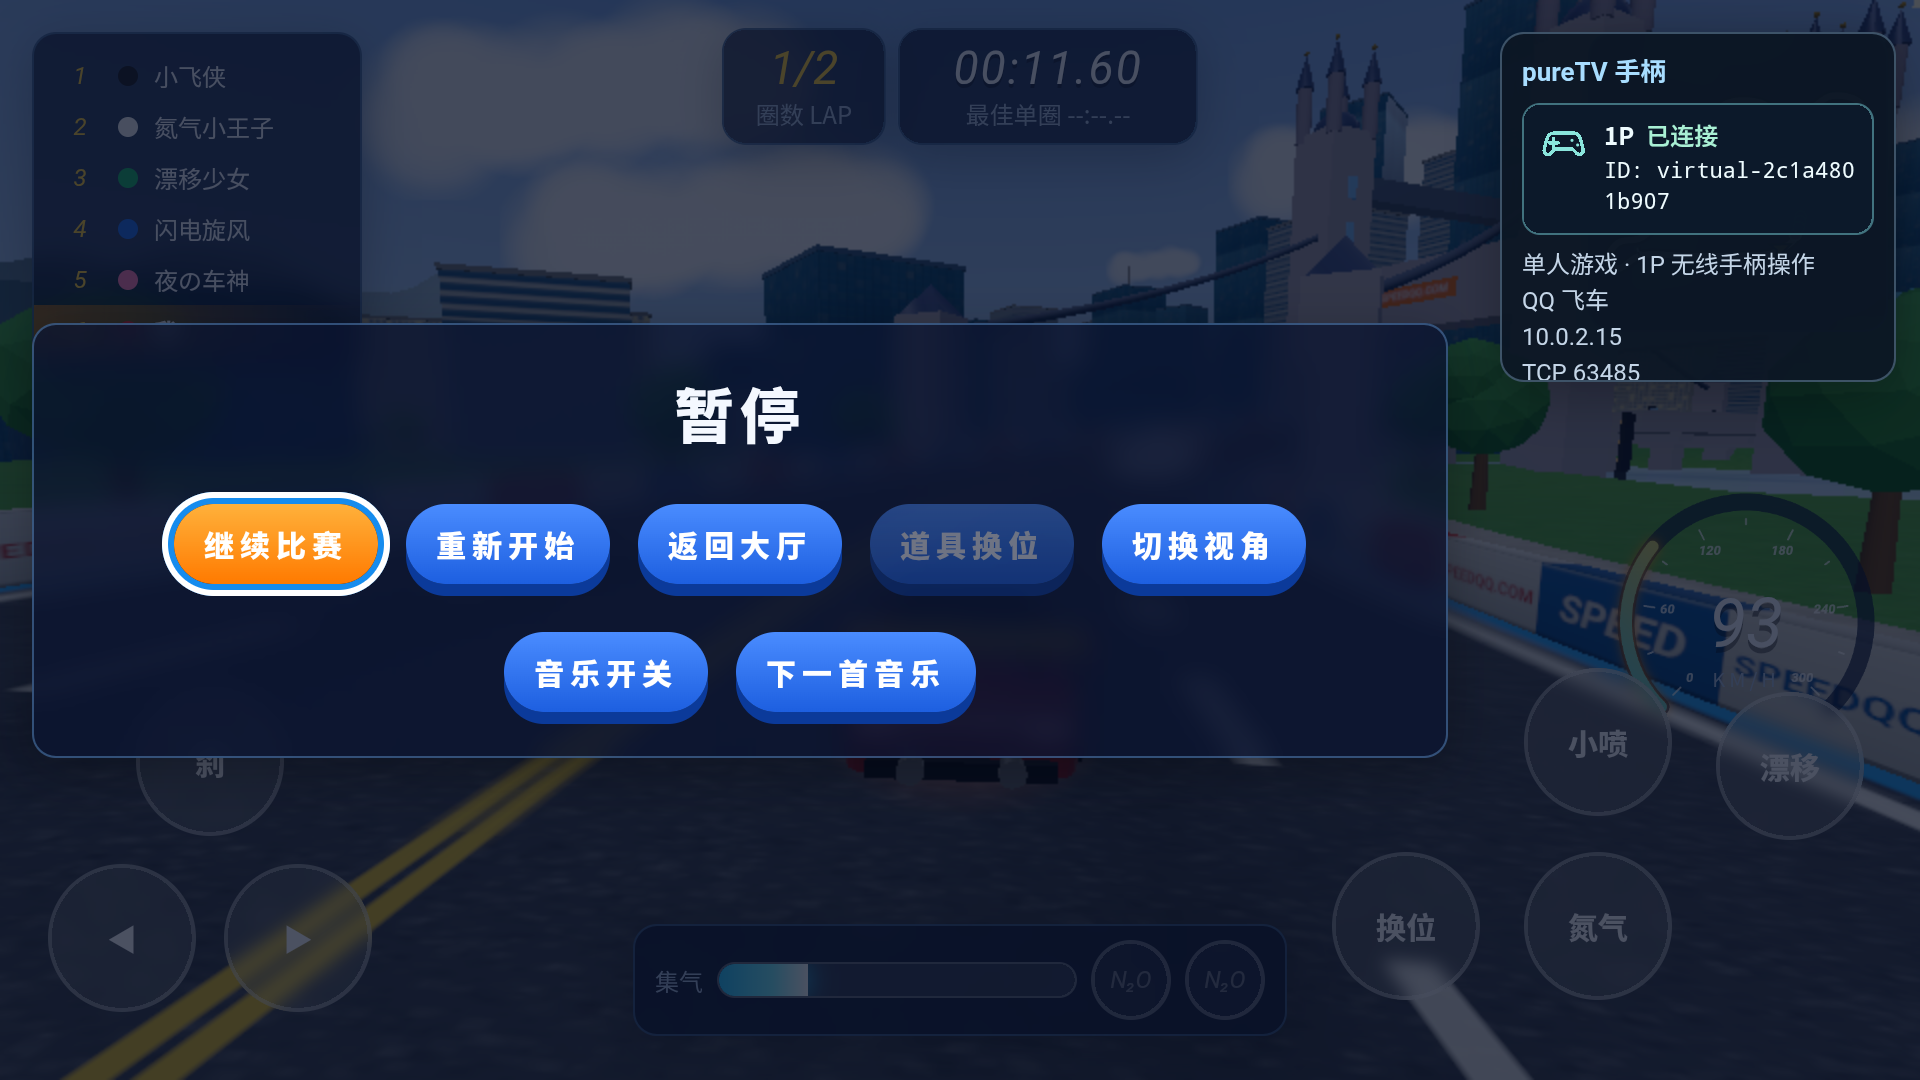 1 小飞侠
2 氮气小王子
3 漂移少女
4 闪电旋风
5 夜の车神
1/2
圈数 LAP
00:11.60
最佳单圈 --:--.--
pureTV 手柄
1P 已连接
ID: virtual-2c1a480
1b907
单人游戏 · 1P 无线手柄操作
QQ 飞车
10.0.2.15
TCP 63485
SPEEDQQ.COM
暂停
继续比赛
重新开始
返回大厅
道具换位
切换视角
音乐开关
下一首音乐
120
180
60
240
93
0
300
SPEED
SPEEDQQ
刹
小喷
漂移
◀
▶
换位
氮气
集气
N₂O
N₂O